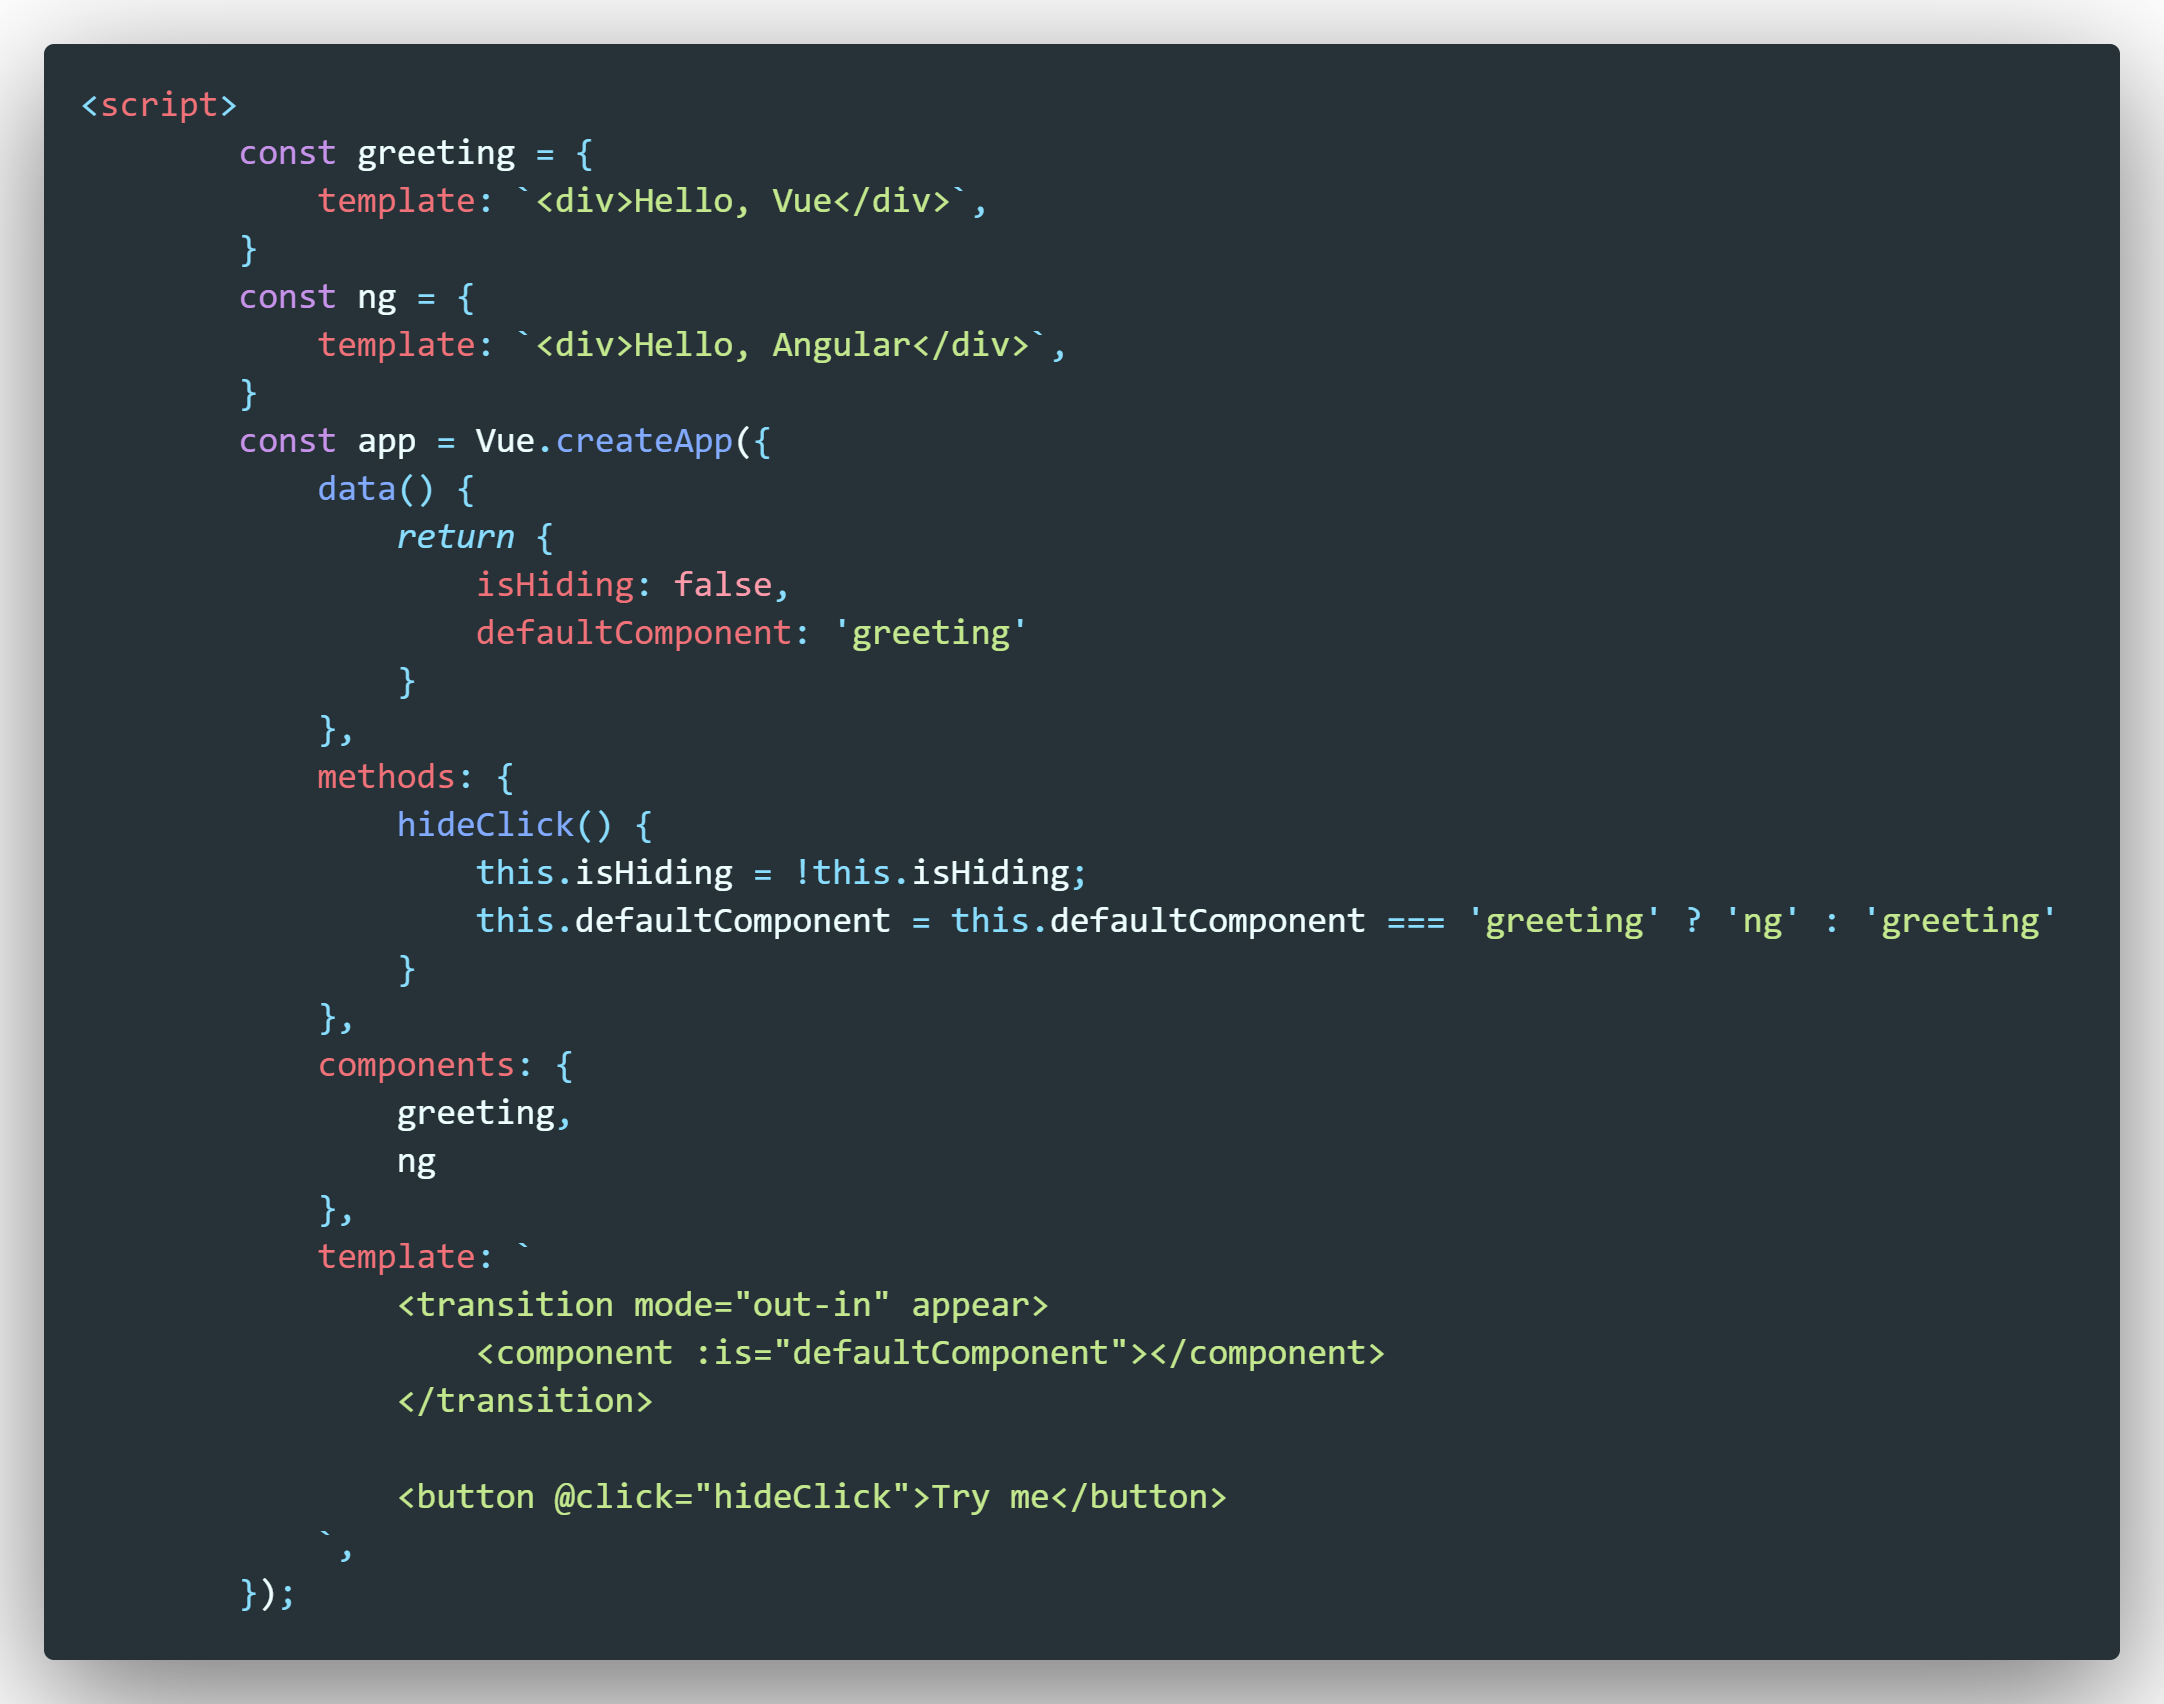 <script>
const greeting = {
template: `<div>Hello, Vue</div>`,
}
const ng = {
template: `<div>Hello, Angular</div>`,
}
const app = Vue.createApp({
data() {
return {
isHiding: false,
defaultComponent: 'greeting'
}
},
methods: {
hideClick() {
this.isHiding = !this.isHiding;
this.defaultComponent = this.defaultComponent === 'greeting' ? 'ng' : 'greeting'
}
},
components: {
greeting,
ng
},
template: `
<transition mode="out-in" appear>
<component :is="defaultComponent"></component>
</transition>
<button @click="hideClick">Try me</button>
`,
});